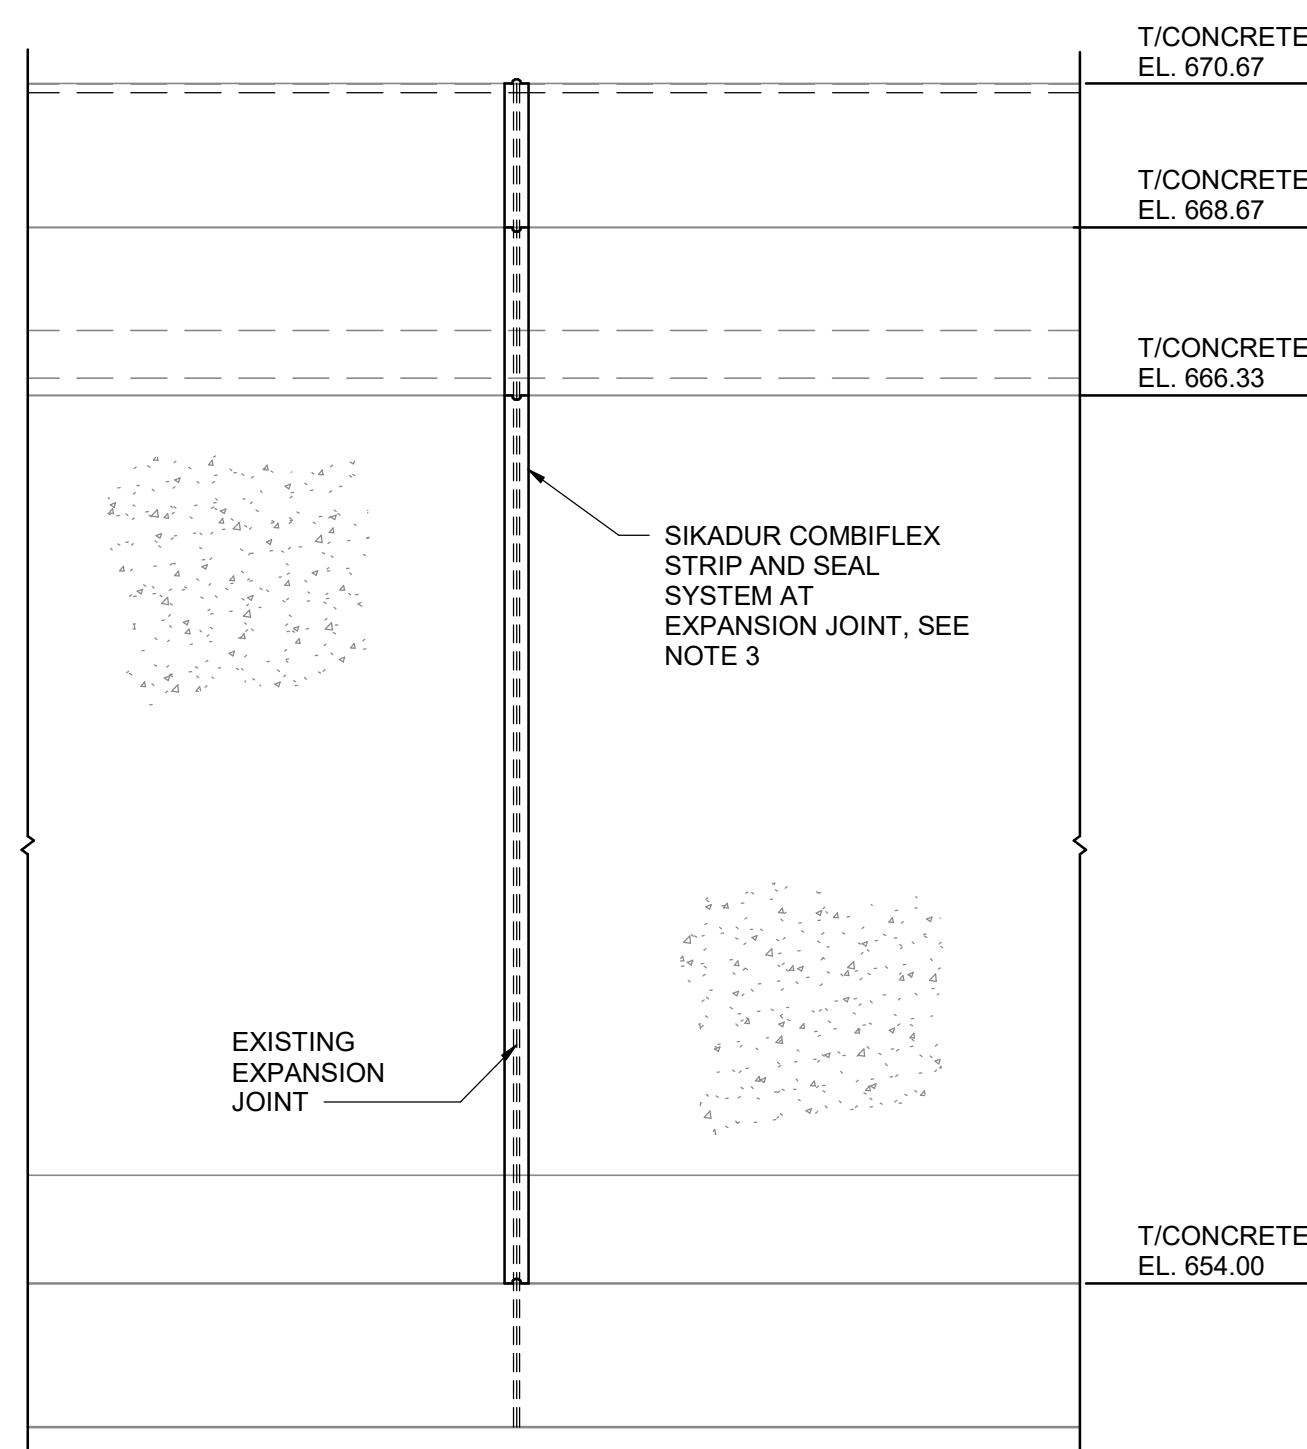 T/CONCRETE
EL. 670.67
T/CONCRETE
EL. 668.67
T/CONCRETE
EL. 666.33
SIKADUR COMBIFLEX
STRIP AND SEAL
SYSTEM AT
EXPANSION JOINT, SEE
NOTE 3
EXISTING
EXPANSION
JOINT
T/CONCRETE
EL. 654.00